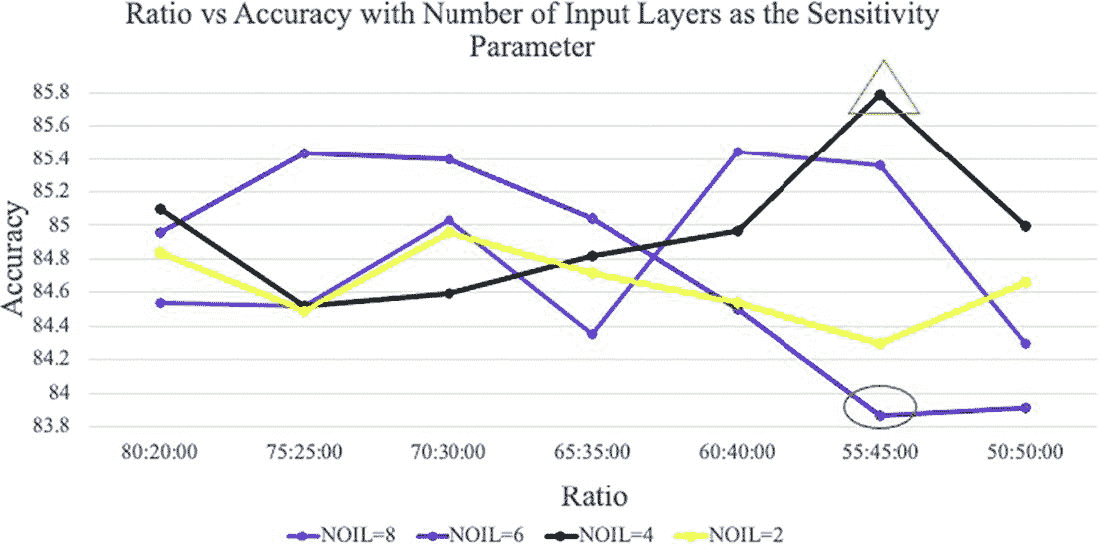 Ratio vs Accuracy with Number of Input Layers as the Sensitivity
Parameter
85.8
85.6
85.4
85.2
85
84.8
84.6
84.4
84.2
84
83.8
Accuracy
80:20:00 75:25:00 70:30:00 65:35:00 60:40:00 55:45:00 50:50:00
Ratio
NOIL=8 NOIL=6 NOIL=4 NOIL=2